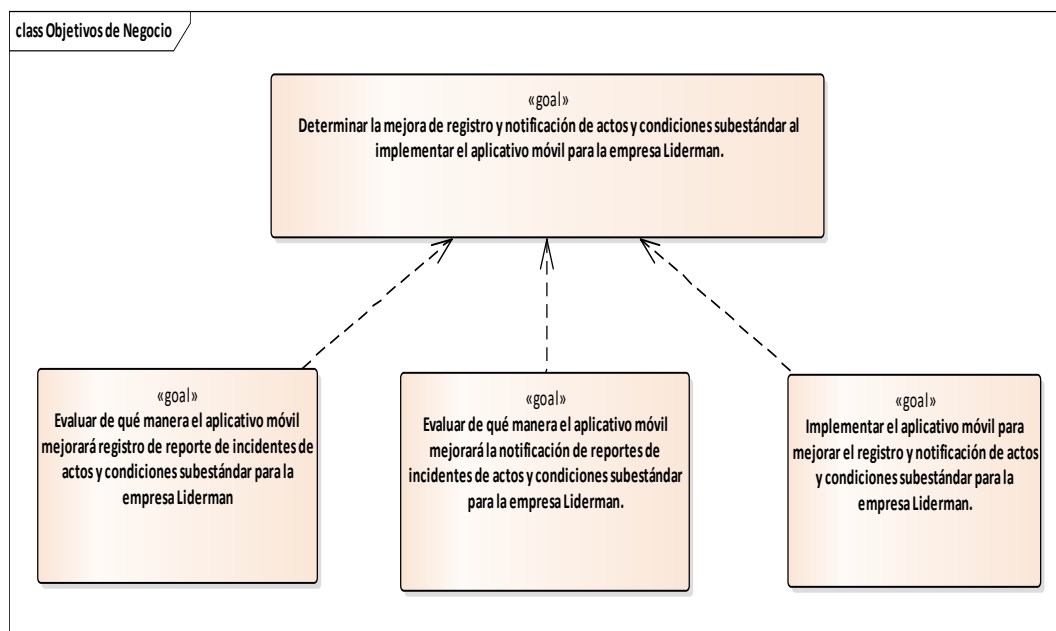 class Objetivos de Negocio
«goal»
Determinar la mejora de registro y notificación de actos y condiciones subestándar al
implementar el aplicativo móvil para la empresa Liderman.
«goal»
Evaluar de qué manera el aplicativo móvil
mejorará registro de reporte de incidentes de
actos y condiciones subestándar para la
empresa Liderman
«goal»
Evaluar de qué manera el aplicativo móvil
mejorará la notificación de reportes de
incidentes de actos y condiciones subestándar
para la empresa Liderman.
«goal»
Implementar el aplicativo móvil para
mejorar el registro y notificación de actos
y condiciones subestándar para la
empresa Liderman.